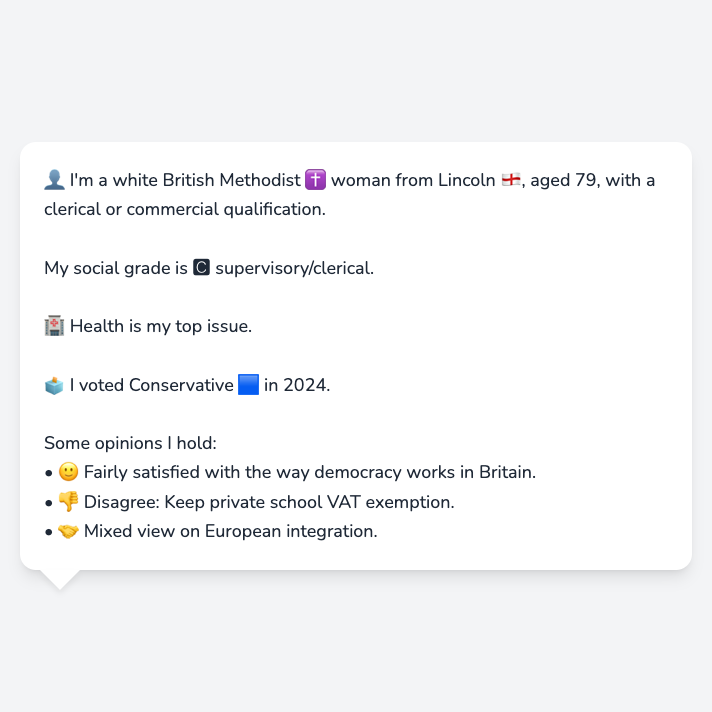 👤 I'm a white British Methodist ✝️ woman from Lincoln 🏴󠁧󠁢󠁥󠁮󠁧󠁿, aged 79, with a
clerical or commercial qualification.
My social grade is 🅲 supervisory/clerical.
🏥 Health is my top issue.
🗳️ I voted Conservative 🟦 in 2024.
Some opinions I hold:
• 🙂 Fairly satisfied with the way democracy works in Britain.
• 👎 Disagree: Keep private school VAT exemption.
• 🤝 Mixed view on European integration.